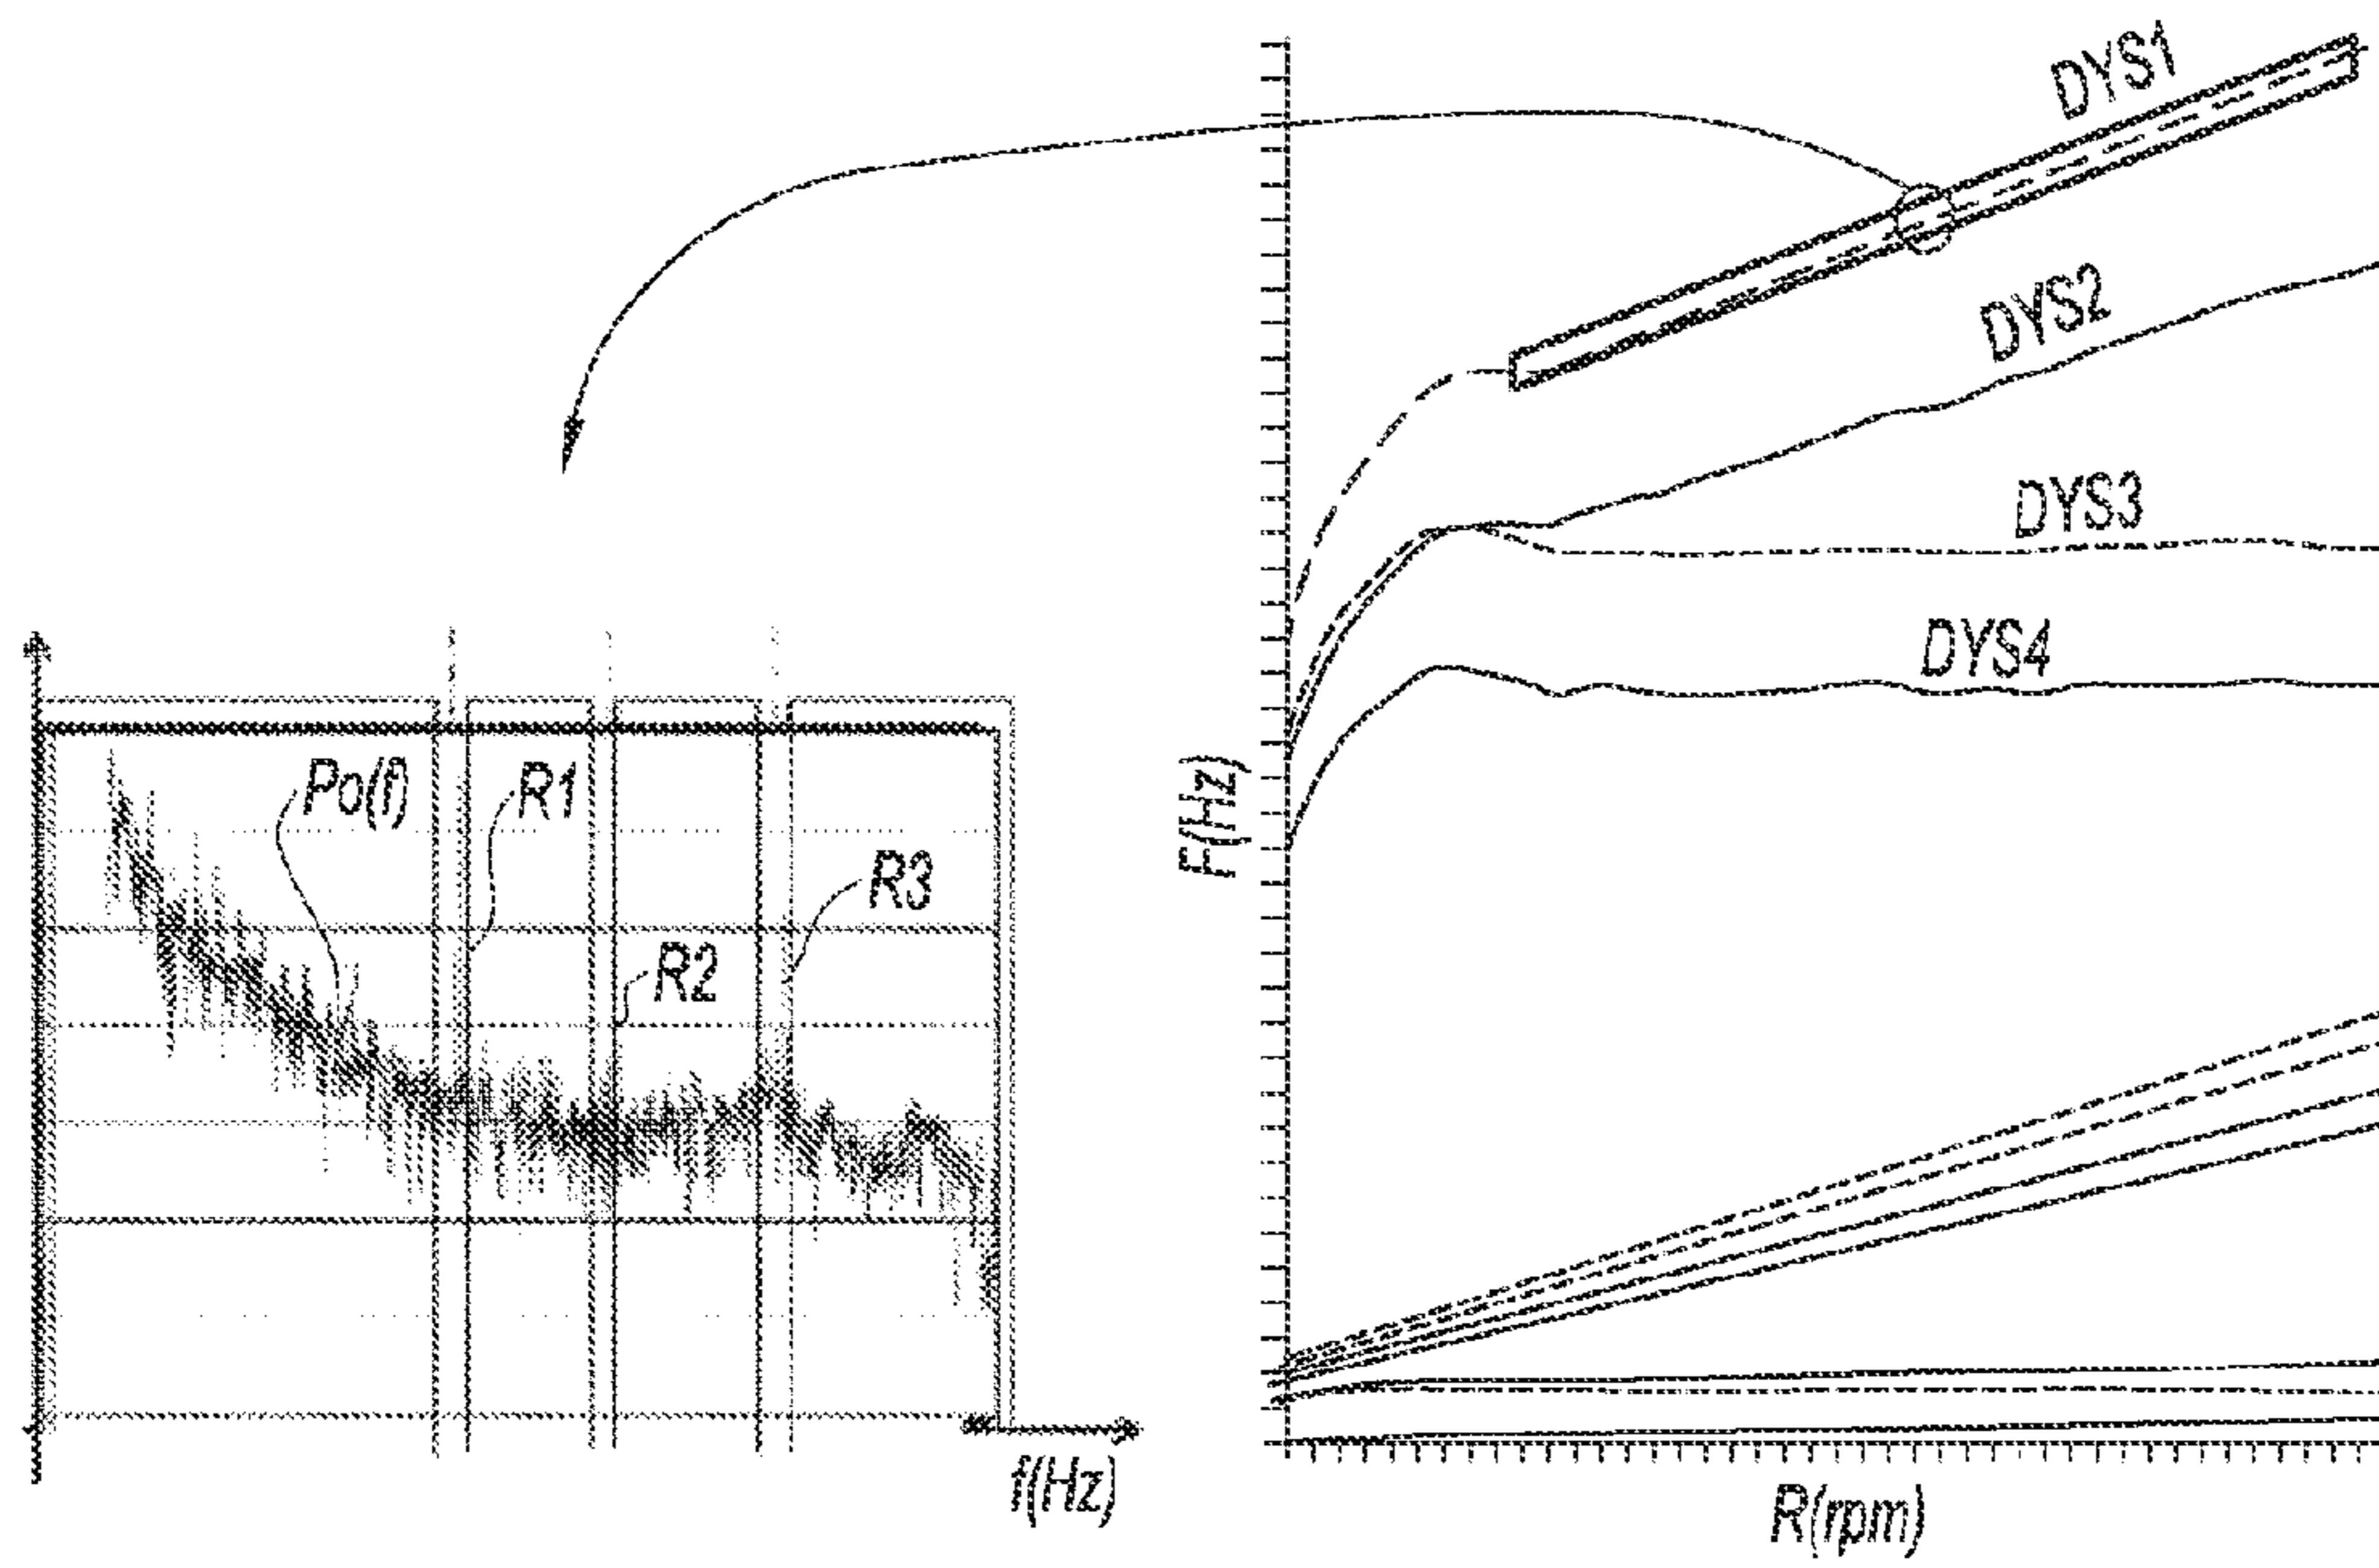 DYS1
DYS2
DYS3
DYS4
F(Hz)
R(rpm)
Po(f)
R1
R3
R2
f(Hz)